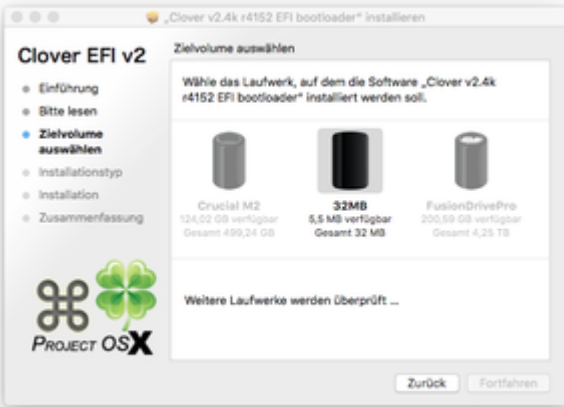 „Clover v2.4k r4152 EFI bootloader" installieren
Clover EFI v2
Zielvolume auswählen
Einführung
Bitte lesen
Zielvolume
auswählen
Installationstyp
Installation
Zusammenfassung
Wähle das Laufwerk, auf dem die Software „Clover v2.4k
r4152 EFI bootloader" installiert werden soll.
Crucial M2
124,02 GB verfügbar
Gesamt 499,24 GB
32MB
5,5 MB verfügbar
Gesamt 32 MB
FusionDrivePro
200,59 GB verfügbar
Gesamt 4,25 TB
Weitere Laufwerke werden überprüft ...
PROJECT OSX
Zurück
Fortfahren